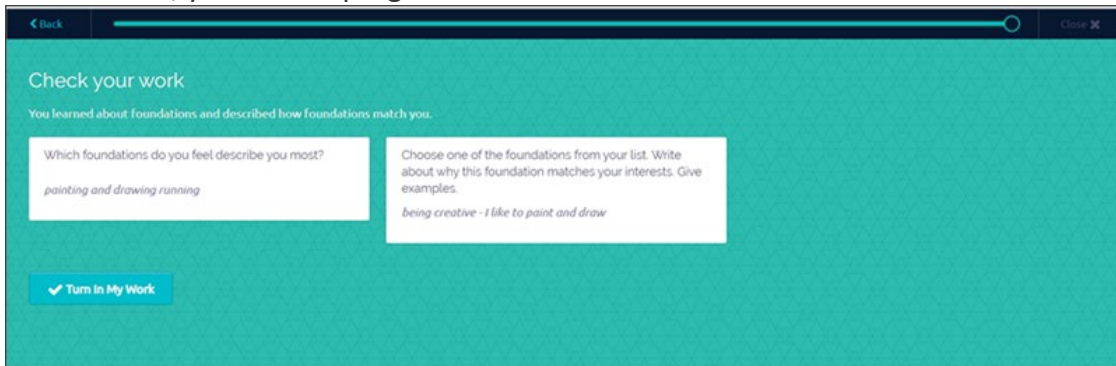 Back
Close
Check your work
You learned about foundations and described how foundations match you.
Which foundations do you feel describe you most?
painting and drawing running
Choose one of the foundations from your list. Write
about why this foundation matches your interests. Give
examples.
being creative - I like to paint and draw
Turn In My Work